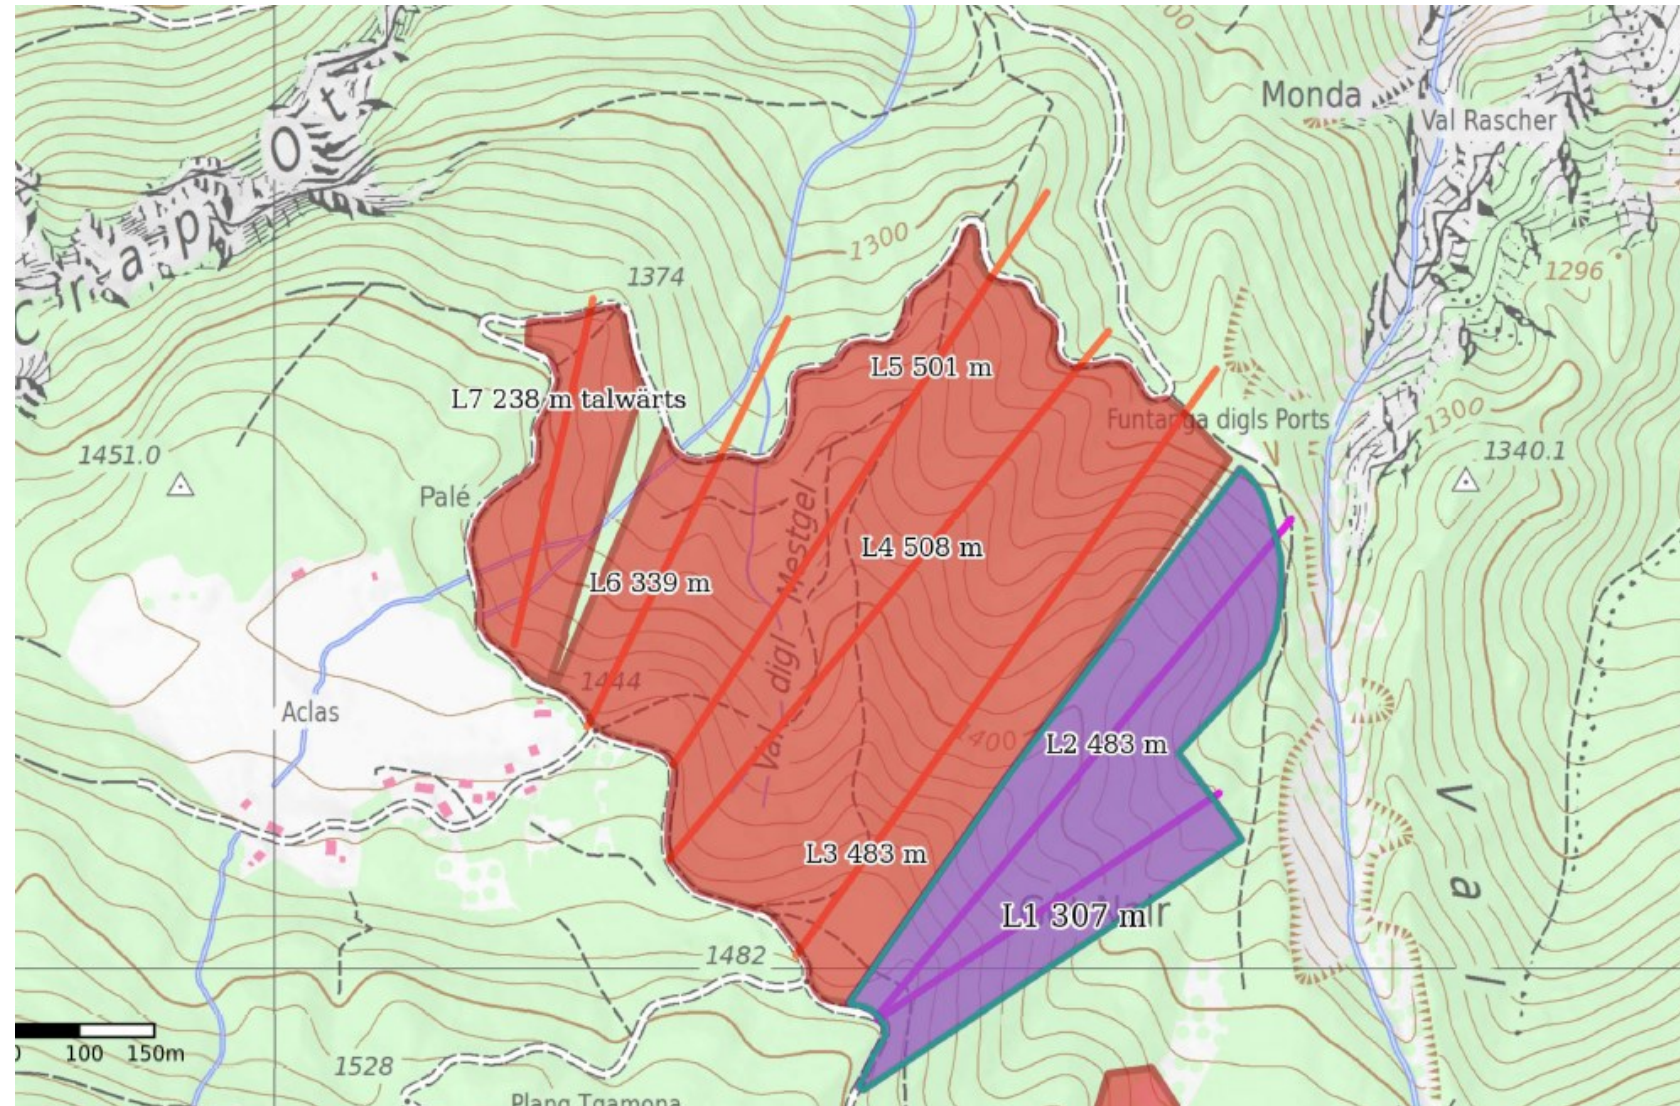 Monda
Val Rascher
Crap Ot
1300
1374
1296
L5 501 m
L7 238 m talwärts
Funtanga digls Ports
1300
1451.0
1340.1
Palé
Val digl Mestgel
L4 508 m
L6 339 m
1444
Aclas
1400
L2 483 m
Val
L3 483 m
L1 307 m
1482
0 100 150m
1528
Plang Tgamona